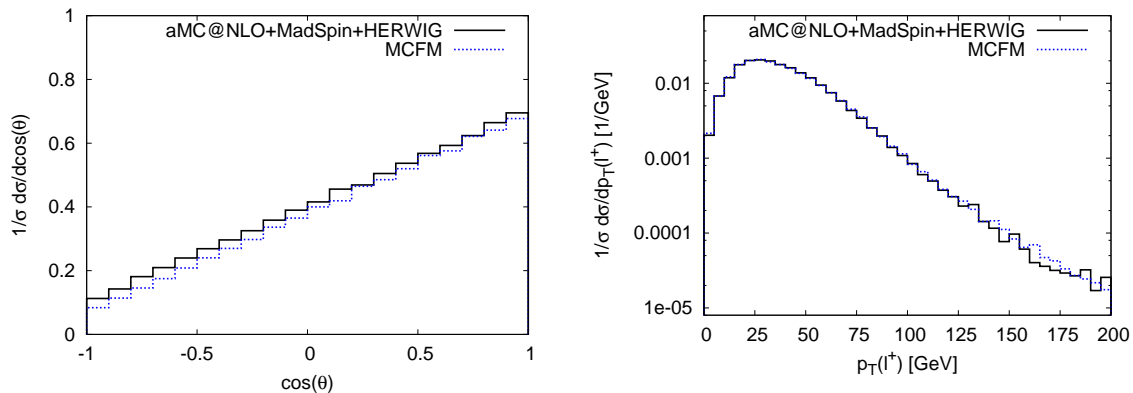 aMC@NLO+MadSpin+HERWIG
MCFM
1/σ dσ/dcos(θ)
1
0.8
0.6
0.4
0.2
0
-1
-0.5
0
0.5
1
cos(θ)
aMC@NLO+MadSpin+HERWIG
MCFM
1/σ dσ/dp_T(l^+) [1/GeV]
0.01
0.001
0.0001
1e-05
0
25
50
75
100
125
150
175
200
p_T(l^+) [GeV]